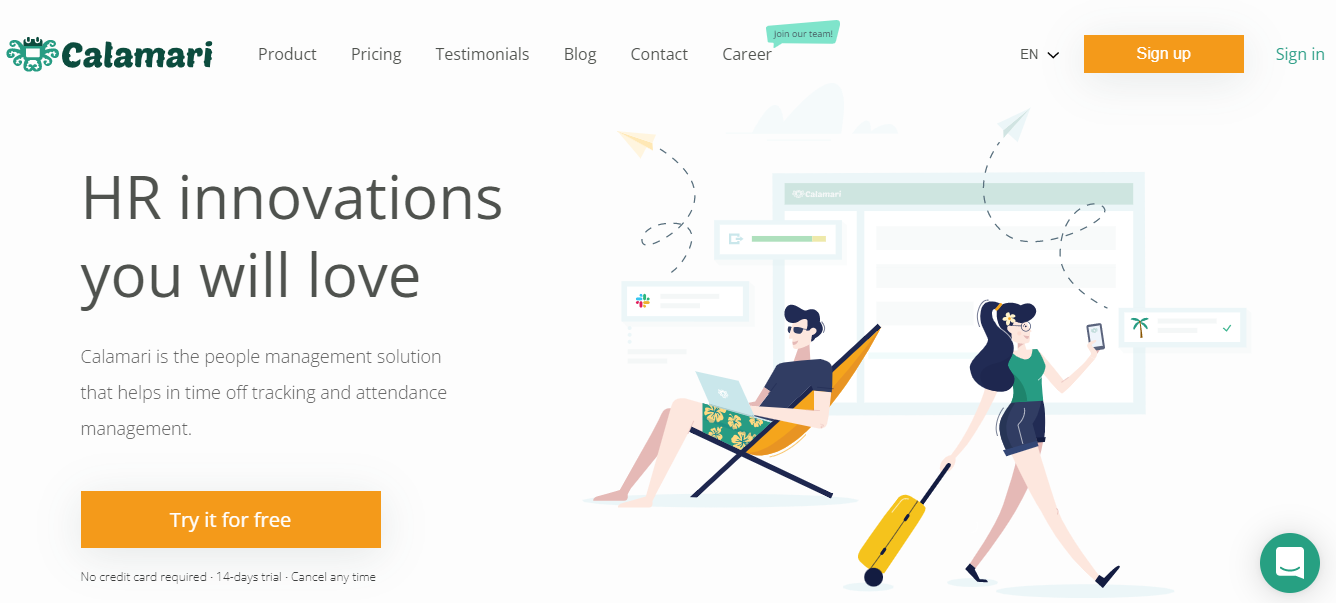 Calamari
Product
Pricing
Testimonials
Blog
Contact
Career
Join our team!
EN
Sign up
Sign in
HR innovations
you will love
Calamari is the people management solution
that helps in time off tracking and attendance
management.
Try it for free
No credit card required · 14-days trial · Cancel any time
Calamari